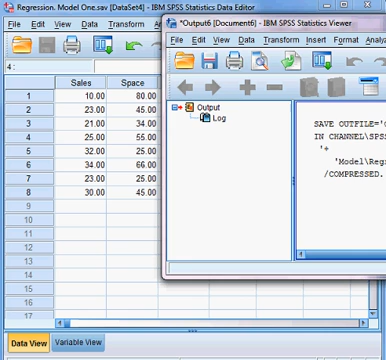 Regression. Model One.sav [DataSet4] - IBM SPSS Statistics Data Editor
File Edit View Data Transform
4 :
Sales Space
1 10.00 80.00
2 23.00 45.00
3 21.00 34.00
4 25.00 55.00
5 32.00 25.00
6 34.00 66.00
7 23.00 25.00
8 30.00 45.00
9
10
11
12
13
14
15
16
17
Data View Variable View
*Output6 [Document6] - IBM SPSS Statistics Viewer
File Edit View Data Transform Insert Format Analyz
Output
Log
SAVE OUTFILE='
IN CHANNEL\SPS
'+
'Model\Regr
/COMPRESSED.